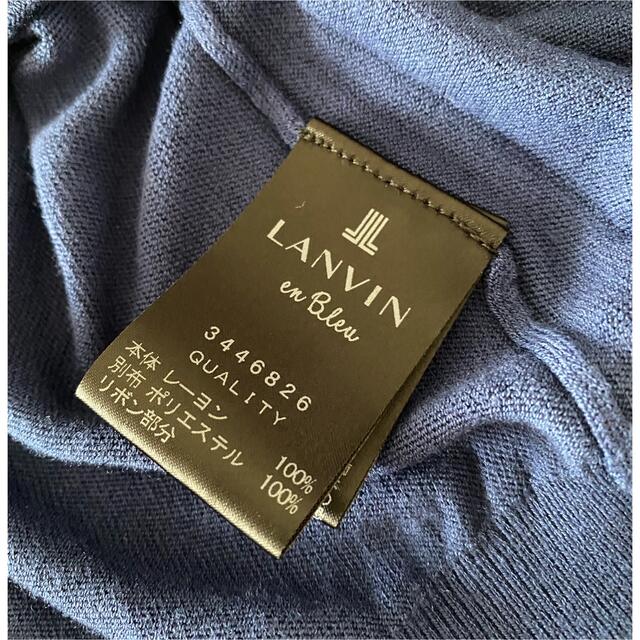 LANVIN
en Bleu
3446826
QUALITY
本体 レーヨン 100%
別布 ポリエステル 100%
リボン部分